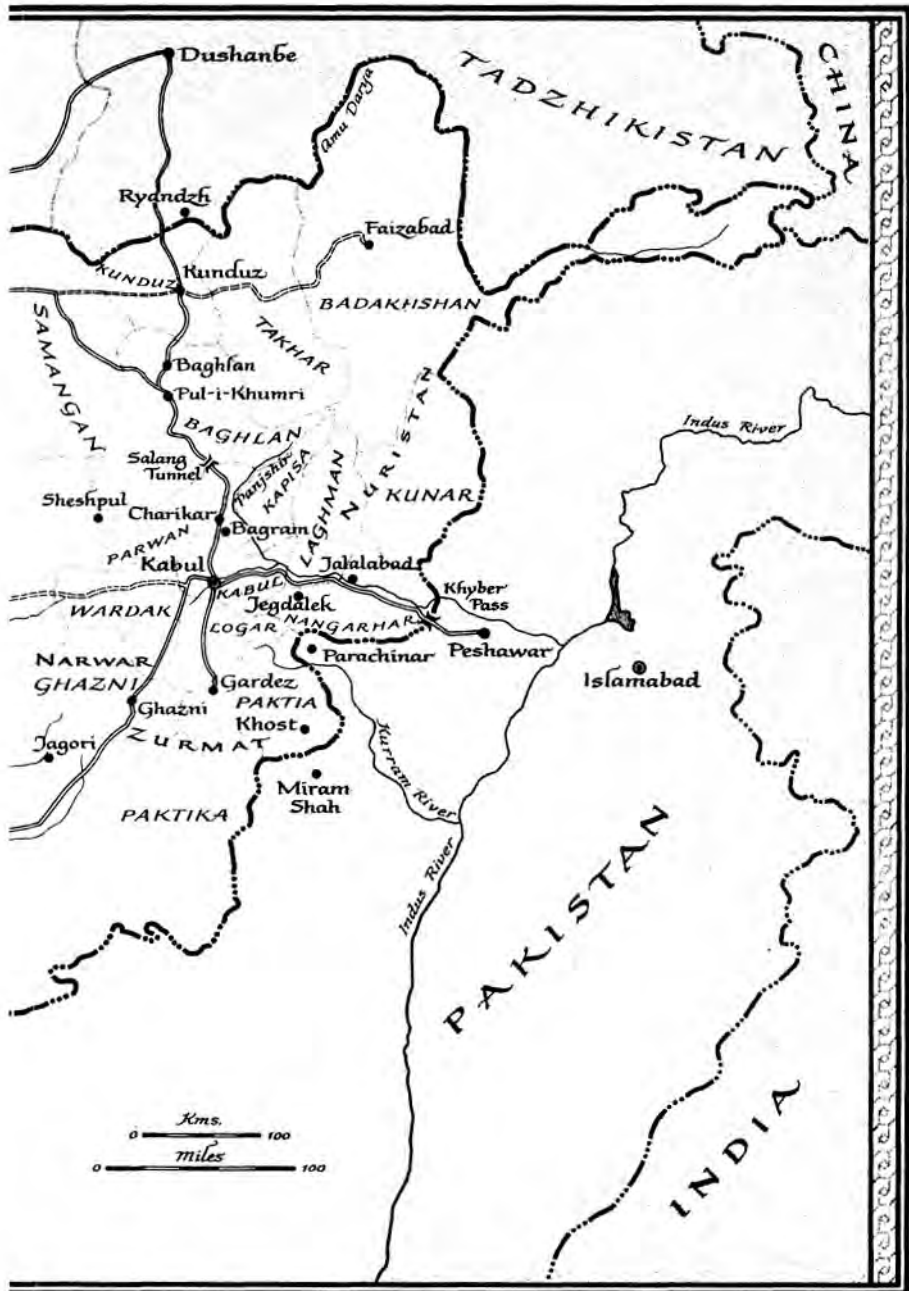 Dushanbe
TADZHIKISTAN
CHINA
Amu Darya
Ryandzh
Faizabad
KUNDUZ
Kunduz
BADAKHSHAN
SAMANGAN
TAKHAR
Baghlan
Pul-i-Khumri
BAGHLAN
Indus River
Salang
Tunnel
Panjshir
KAPISA
LAGHMAN
NURISTAN
KUNAR
Sheshpul
Charikar
Bagram
PARWAN
Kabul
KABUL
Jalalabad
Khyber
Pass
WARDAK
Jegdalek
LOGAR
NANGARHAR
Peshawar
Parachinar
Islamabad
NARWAR
GHAZNI
Gardez
PAKTIA
Ghazni
Khost
ZURMAT
Jagori
Kurram River
Miram
Shah
PAKTIKA
Indus River
PAKISTAN
INDIA
Kms.
0 100
Miles
0 100